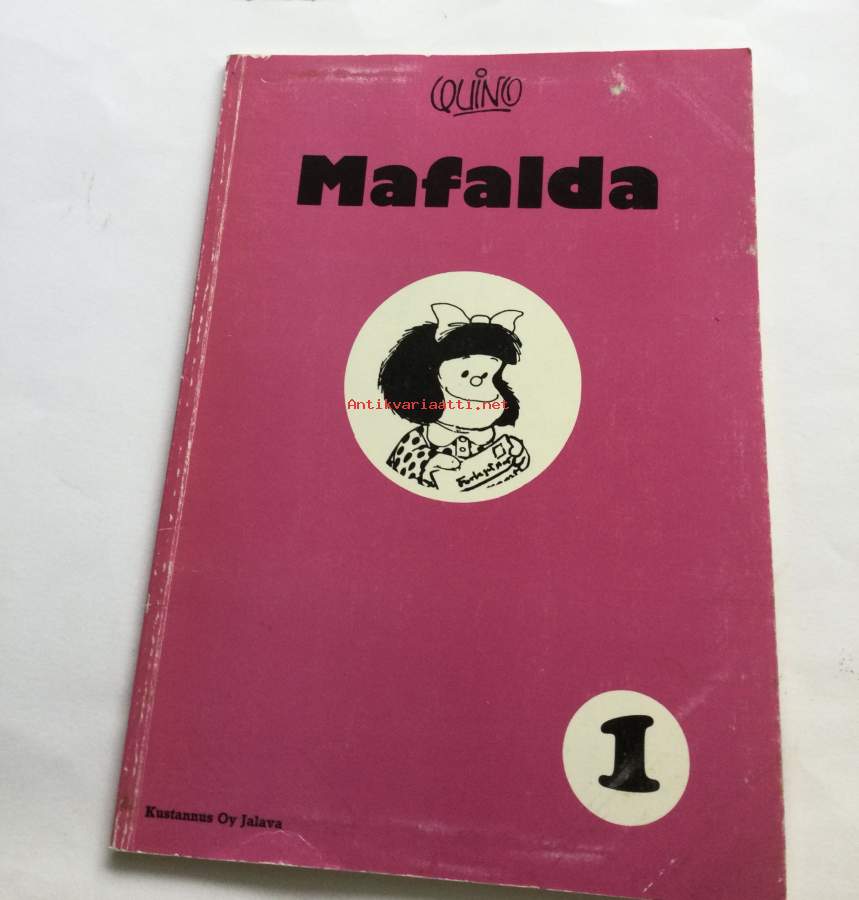 QUINO
Mafalda
Antikvariaatti.net
1
Kustannus Oy Jalava